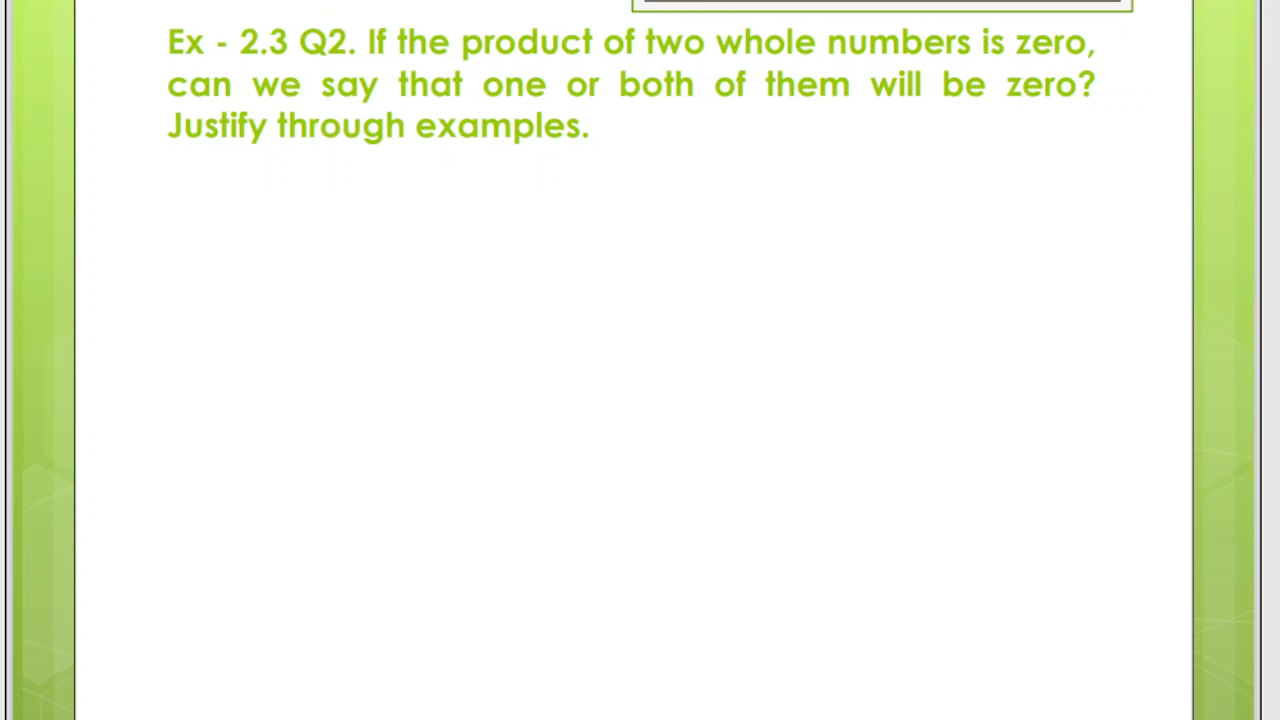 Ex - 2.3 Q2. If the product of two whole numbers is zero,
can we say that one or both of them will be zero?
Justify through examples.